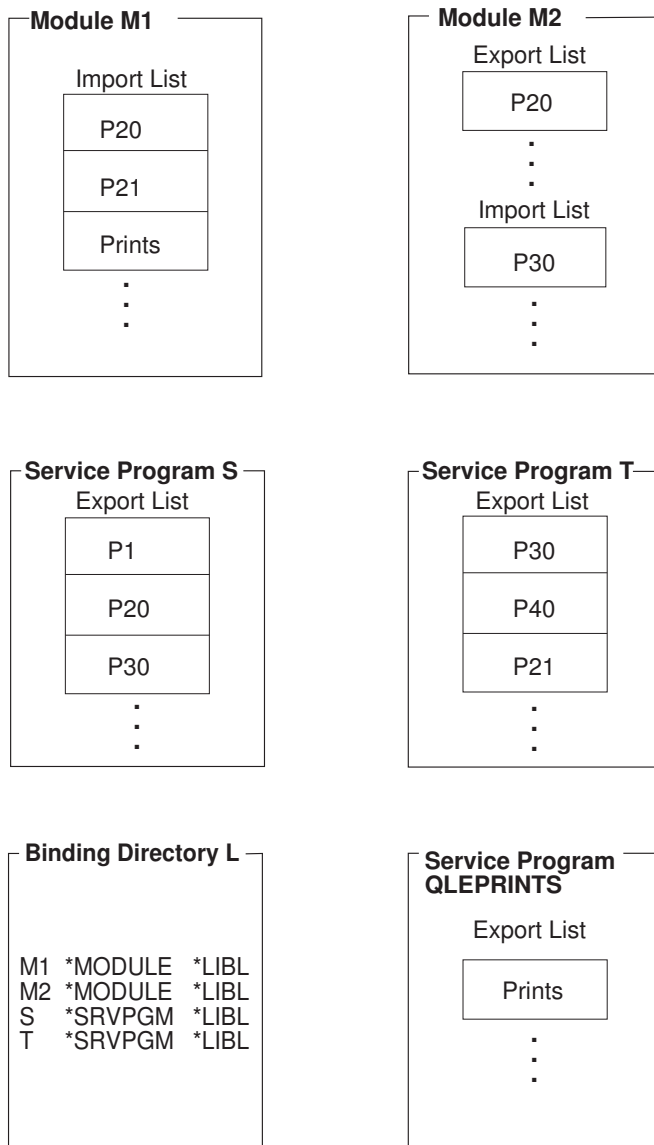 Module M1
Import List
P20
P21
Prints
Module M2
Export List
P20
Import List
P30
Service Program S
Export List
P1
P20
P30
Service Program T
Export List
P30
P40
P21
Binding Directory L
M1 *MODULE *LIBL
M2 *MODULE *LIBL
S *SRVPGM *LIBL
T *SRVPGM *LIBL
Service Program
QLEPRINTS
Export List
Prints